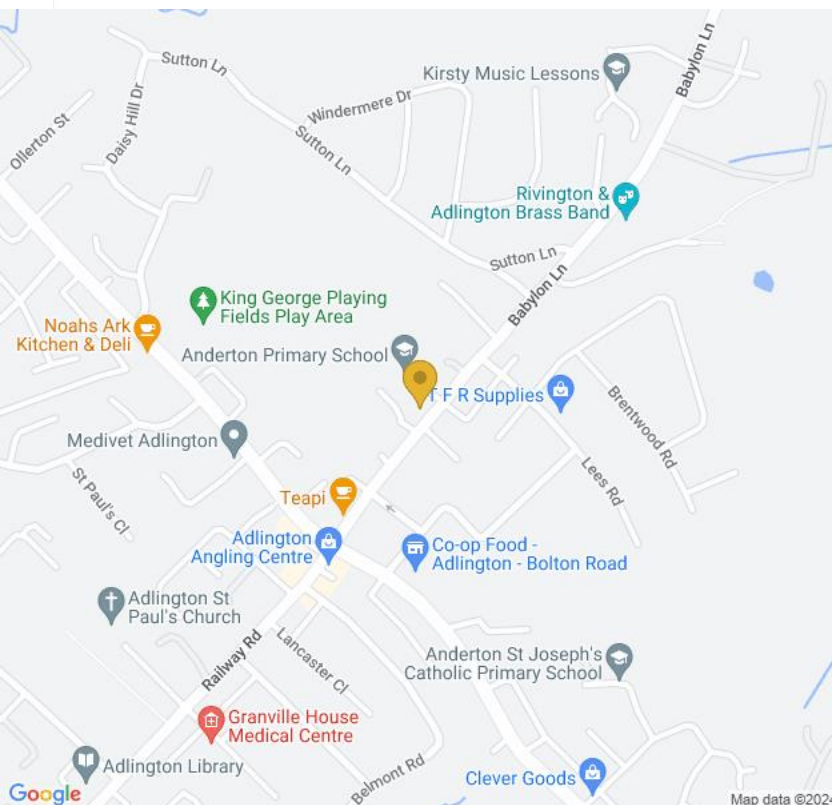 Babylon Ln
Sutton Ln
Kirsty Music Lessons
Windermere Dr
Daisy Hill Dr
Ollerton St
Sutton Ln
Rivington &
Adlington Brass Band
Sutton Ln
Babylon Ln
King George Playing
Fields Play Area
Noahs Ark
Kitchen & Deli
Anderton Primary School
T F R Supplies
Brentwood Rd
Medivet Adlington
Lees Rd
St Paul's Cl
Teapi
Adlington
Angling Centre
Co-op Food -
Adlington - Bolton Road
Adlington St
Paul's Church
Railway Rd
Lancaster Cl
Anderton St Joseph's
Catholic Primary School
Granville House
Medical Centre
Adlington Library
Belmont Rd
Clever Goods
Google
Map data ©2024